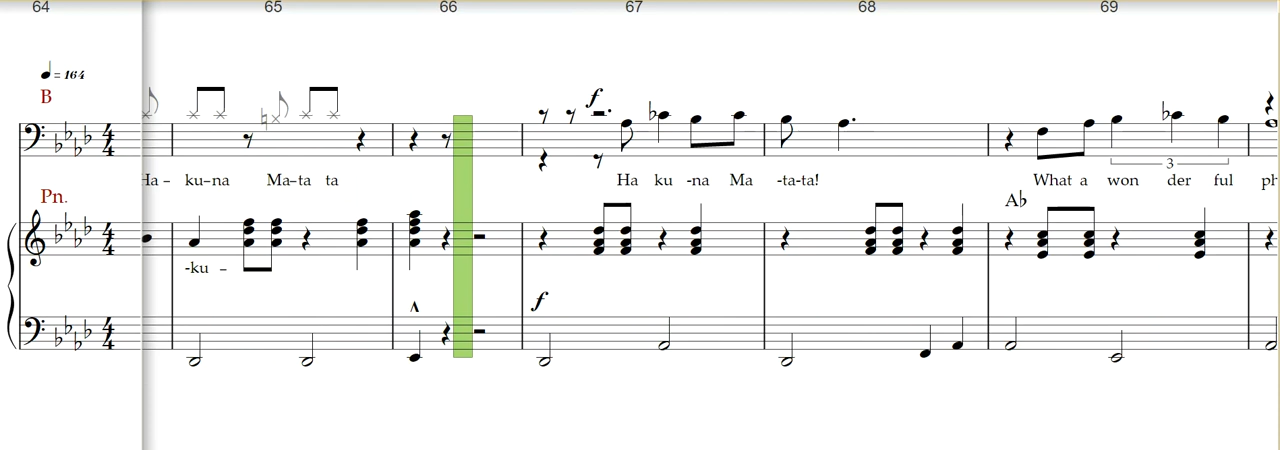 64 65 66 67 68 69
= 164
B
f
Ha – ku–na Ma–ta ta Ha ku -na Ma -ta-ta! What a won der ful ph
3
Pn.
A♭
-ku –
f